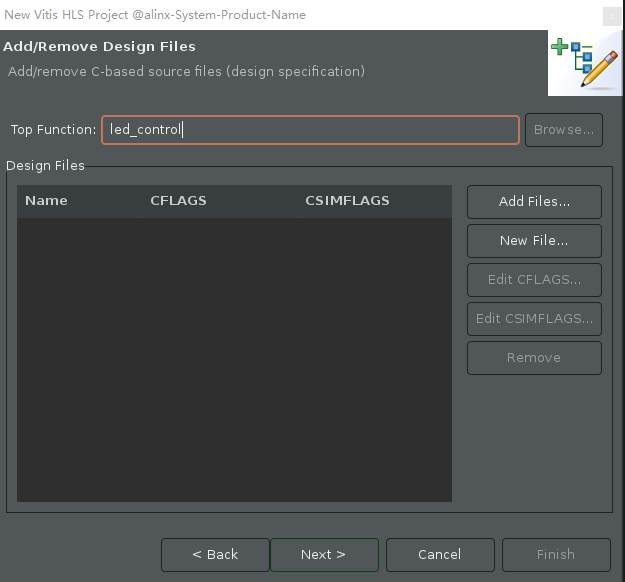 New Vitis HLS Project @alinx-System-Product-Name
Add/Remove Design Files
Add/remove C-based source files (design specification)
Top Function: led_control Browse...
Design Files
Name CFLAGS CSIMFLAGS
Add Files...
New File...
Edit CFLAGS...
Edit CSIMFLAGS...
Remove
< Back Next > Cancel Finish